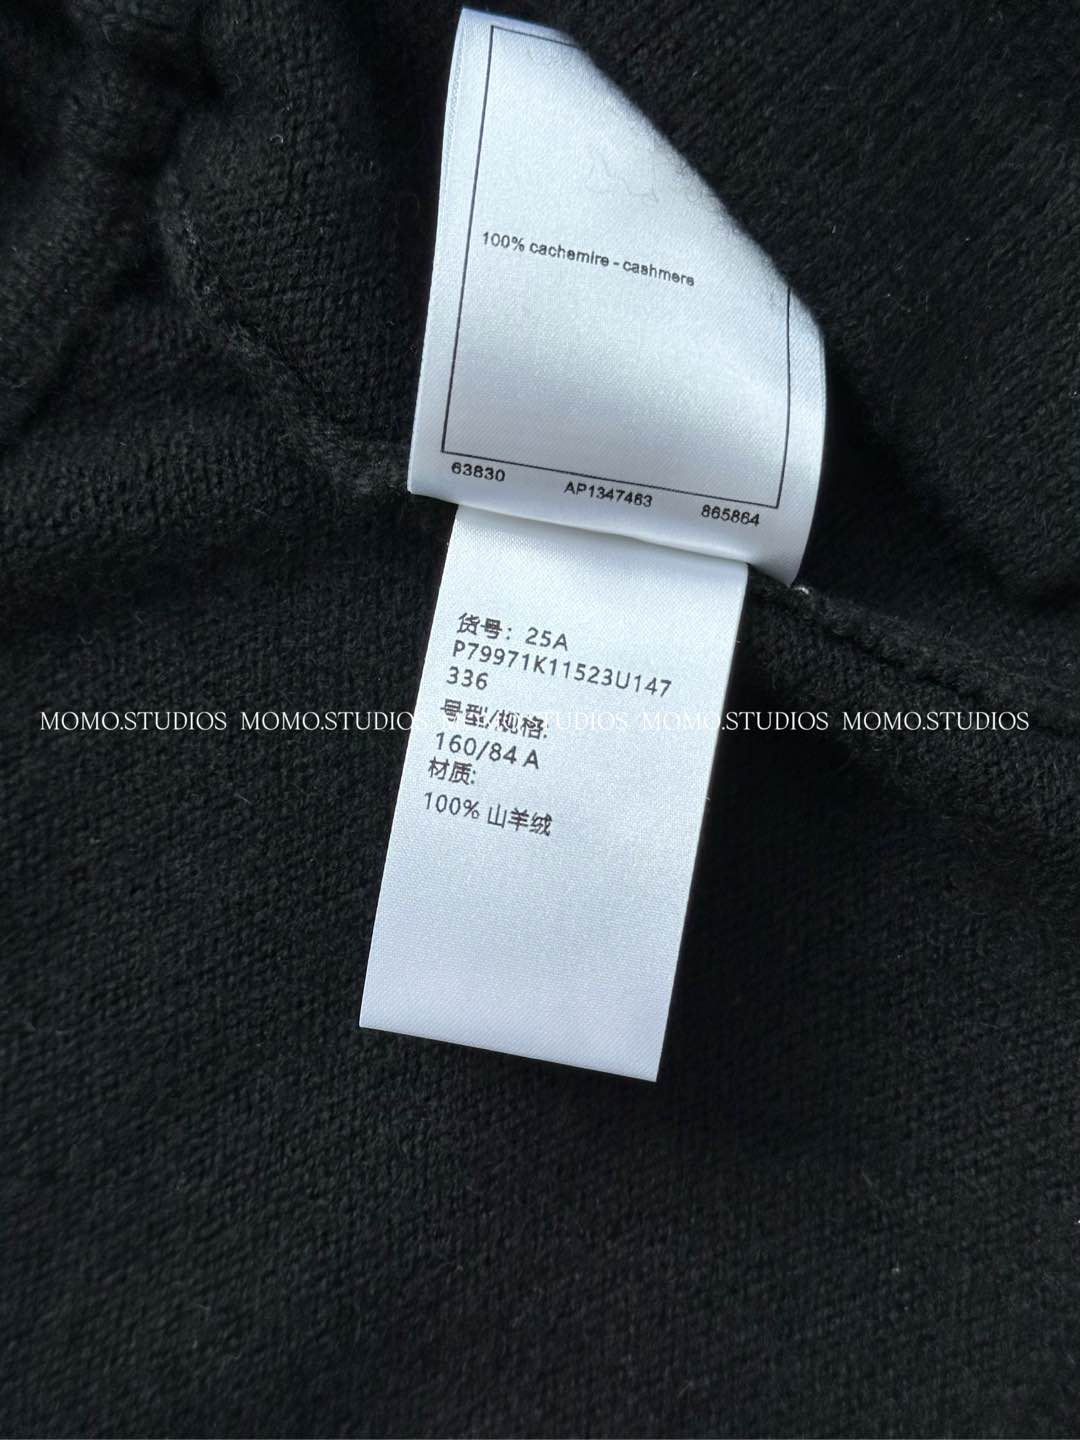 100% cachemire - cashmere
63830 AP1347463 865864
货号：25A
P79971K11523U147
336
MOMO.STUDIOS MOMO.STUDIOS MOMO.STUDIOS MOMO.STUDIOS MOMO.STUDIOS
号型/规格:
160/84 A
材质:
100% 山羊绒